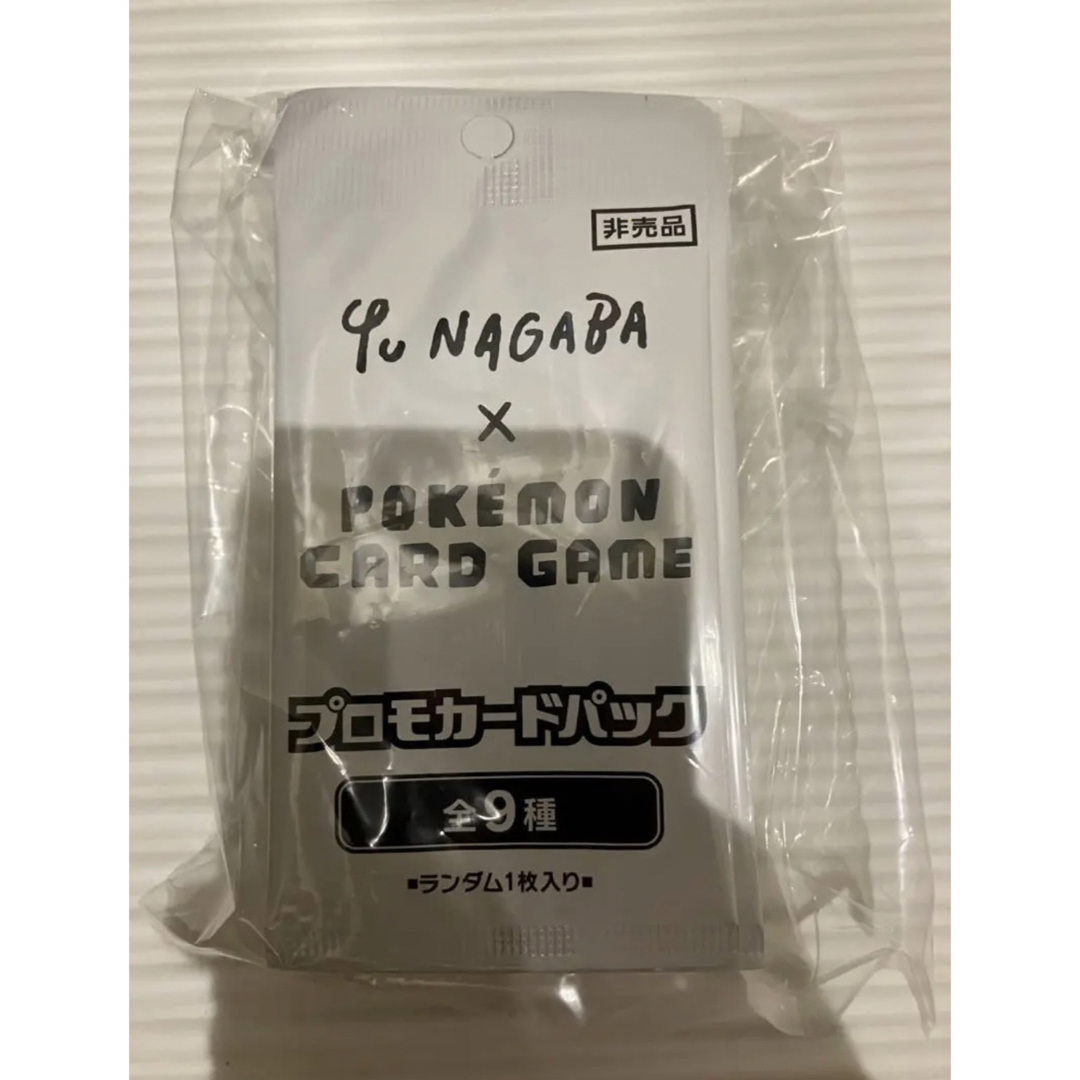 非売品
Yu NAGABA
×
POKÉMON
CARD GAME
プロモカードパック
全9種
■ランダム1枚入り■